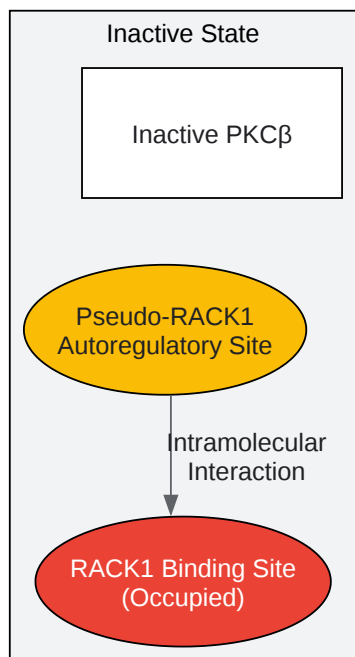 Inactive State
Inactive PKCβ
Pseudo-RACK1
Autoregulatory Site
Intramolecular
Interaction
RACK1 Binding Site
(Occupied)